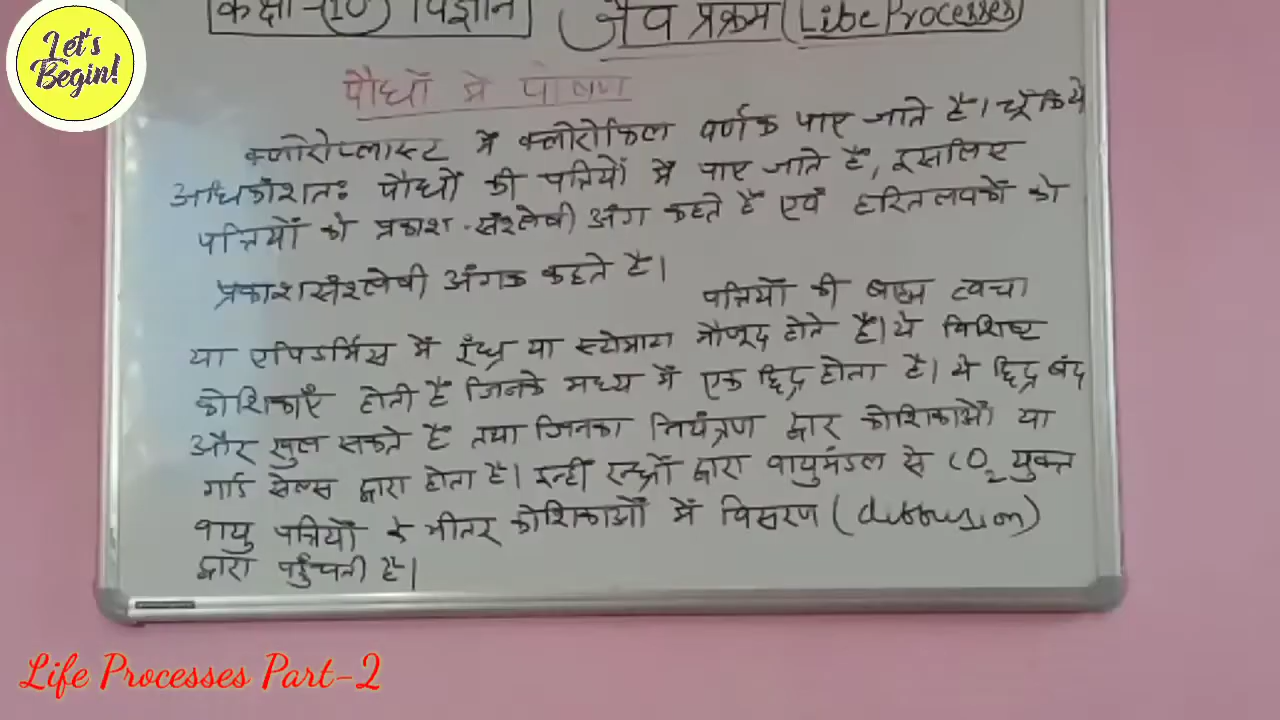 Let's
Begin!
कक्षा-(10) विज्ञान जैव प्रक्रम (Life Processes)
पौधों मे पोषण
क्लोरोप्लास्ट में क्लोरोफिल वर्णक पाए जाते है। चूँकि ये
अधिकांशतः पौधों की पत्तियों में पाए जाते हैं, इसलिए
पत्तियों को प्रकाश-संश्लेषी अंग कहते हैं एवं हरितलवकों को
प्रकाशसंश्लेषी अंगक कहते है।
पत्तियों की बाह्य त्वचा
या एपिडर्मिस में रंध्र या स्टोमाटा मौजूद होते हैं। ये विशिष्ट
कोशिकाएँ होती हैं जिनके मध्य में एक छिद्र होता है। ये छिद्र बंद
और खुल सकते हैं तथा जिनका नियंत्रण द्वार कोशिकाओं या
गार्ड सेल्स द्वारा होता है। इन्हीं रन्ध्रों द्वारा वायुमंडल से CO₂ युक्त
वायु पत्तियों के भीतर कोशिकाओं में विसरण (diffusion)
द्वारा पहुँचती है।
Life Processes Part-2